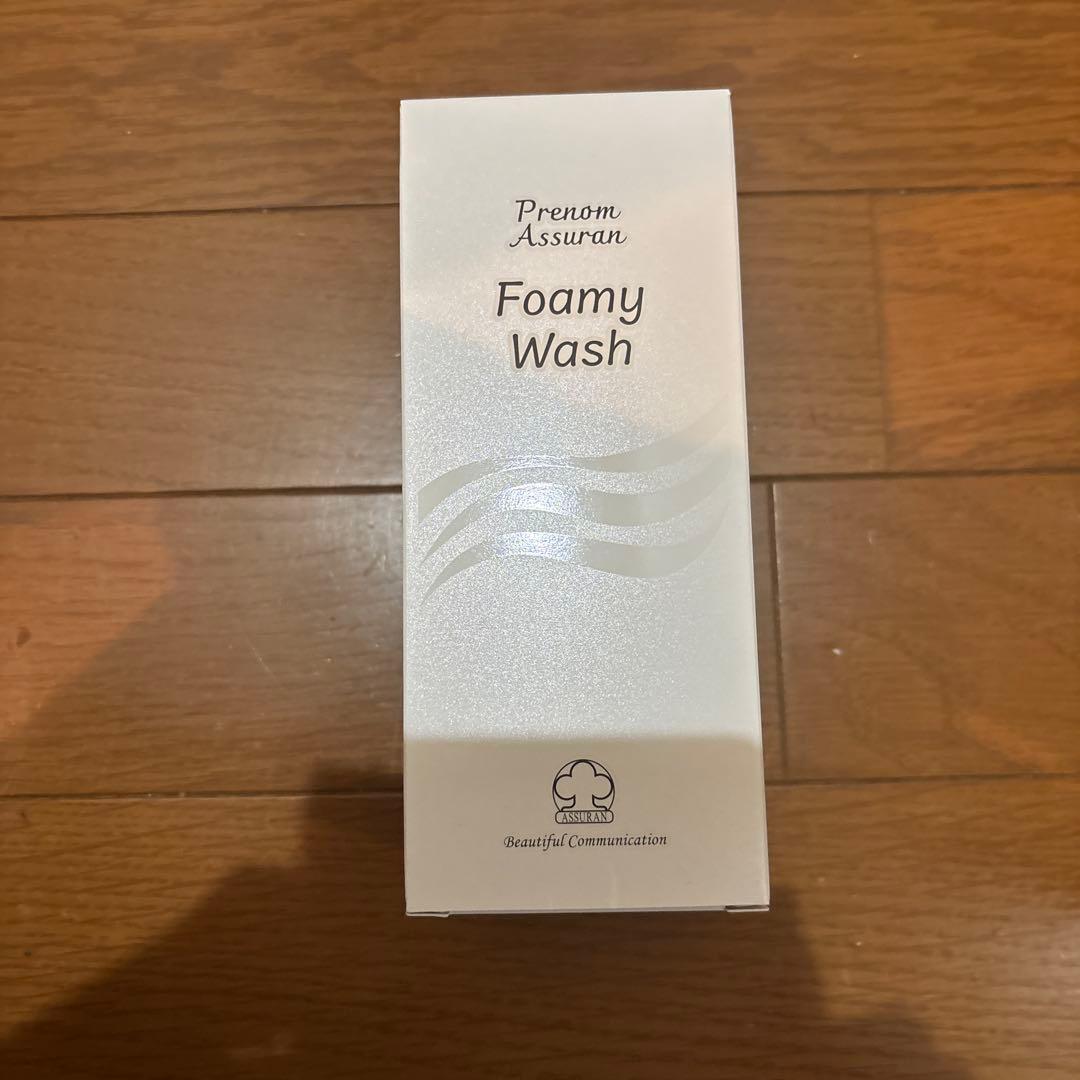 Prenom
Assuran
Foamy
Wash
ASSURAN
Beautiful Communication